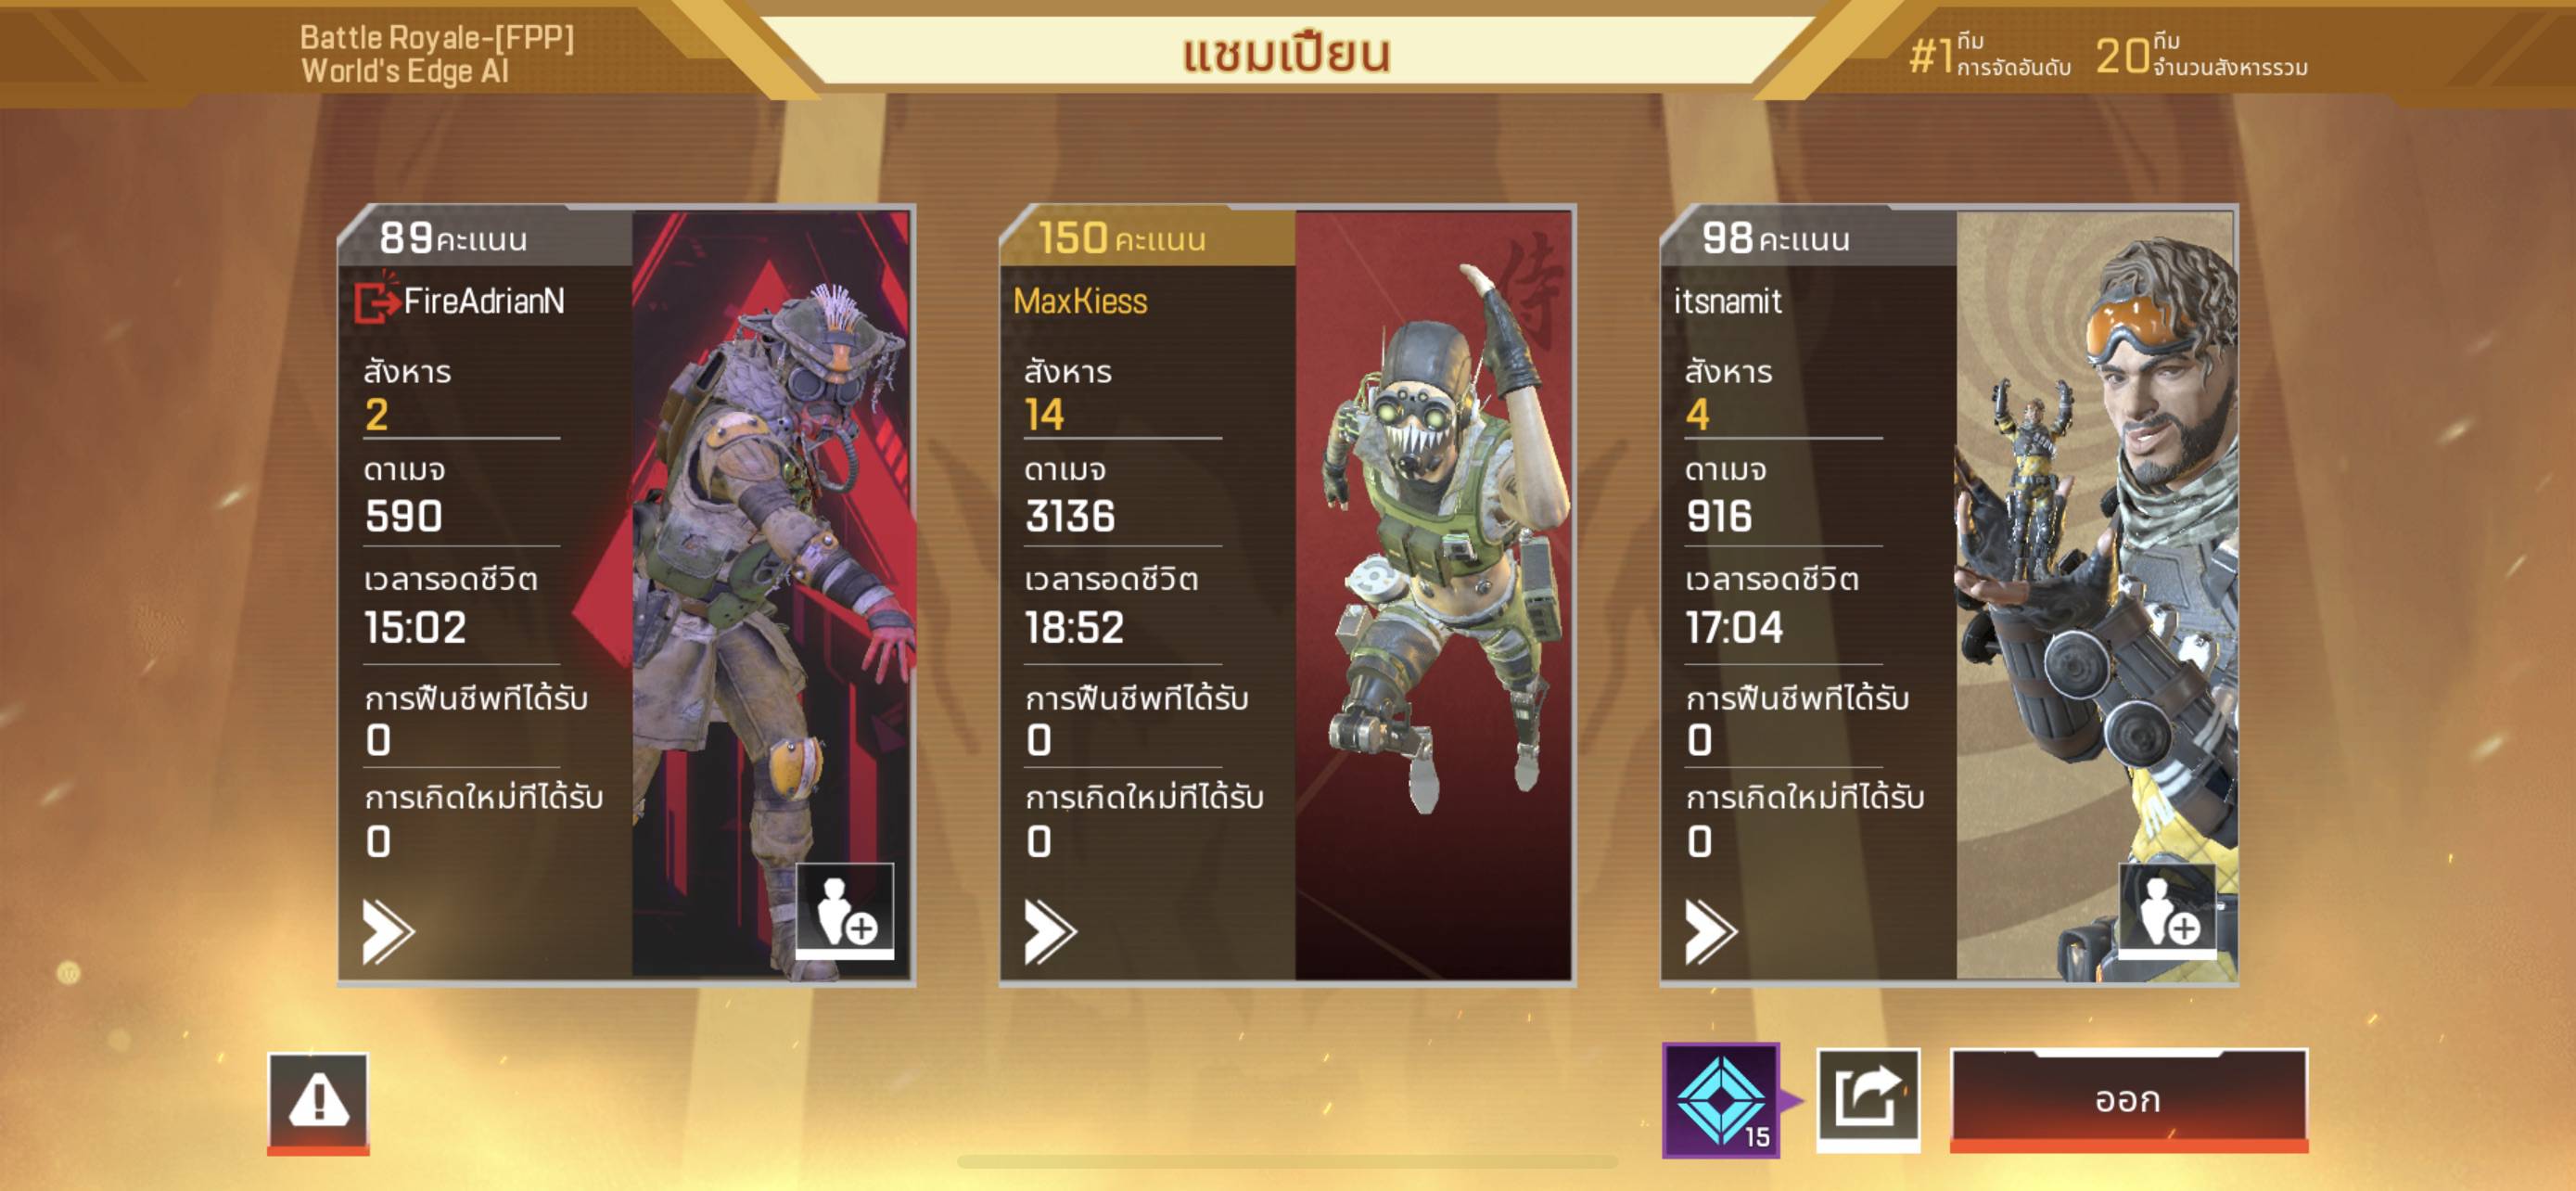 Battle Royale-[FPP]
World's Edge AI
แชมเปียน
#1 ทีม
การจัดอันดับ
20 ทีม
จำนวนสังหารรวม
89 คะแนน
FireAdrianN
สังหาร
2
ดาเมจ
590
เวลารอดชีวิต
15:02
การฟื้นชีพที่ได้รับ
0
การเกิดใหม่ที่ได้รับ
0
150 คะแนน
MaxKiess
สังหาร
14
ดาเมจ
3136
เวลารอดชีวิต
18:52
การฟื้นชีพที่ได้รับ
0
การเกิดใหม่ที่ได้รับ
0
98 คะแนน
itsnamit
สังหาร
4
ดาเมจ
916
เวลารอดชีวิต
17:04
การฟื้นชีพที่ได้รับ
0
การเกิดใหม่ที่ได้รับ
0
侍
15
ออก